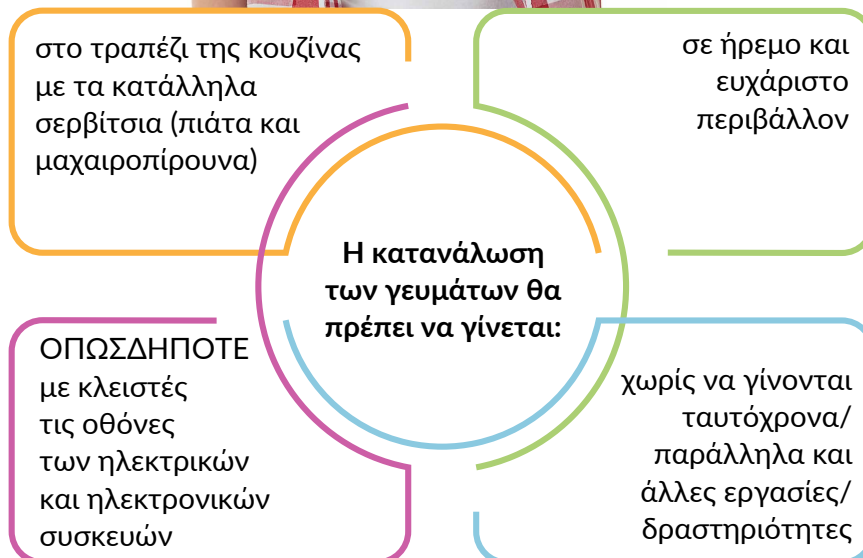 στο τραπέζι της κουζίνας
με τα κατάλληλα
σερβίτσια (πιάτα και
μαχαιροπίρουνα)
σε ήρεμο και
ευχάριστο
περιβάλλον
Η κατανάλωση
των γευμάτων θα
πρέπει να γίνεται:
ΟΠΩΣΔΗΠΟΤΕ
με κλειστές
τις οθόνες
των ηλεκτρικών
και ηλεκτρονικών
συσκευών
χωρίς να γίνονται
ταυτόχρονα/
παράλληλα και
άλλες εργασίες/
δραστηριότητες